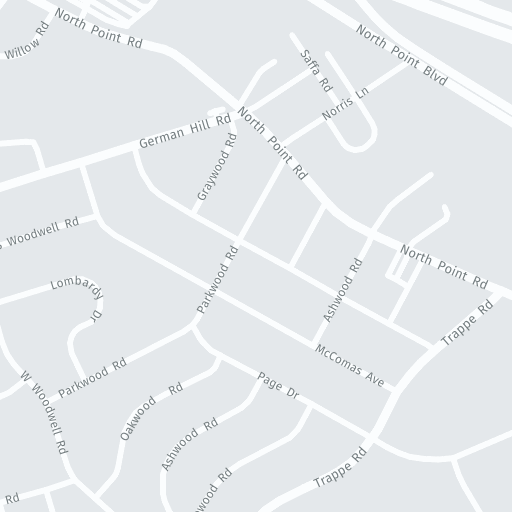 North Point Rd
Willow Rd
North Point Blvd
Saffa Rd
Norris Ln
German Hill Rd
North Point Rd
Graywood Rd
Woodwell Rd
Parkwood Rd
Ashwood Rd
North Point Rd
Lombardy Dr
Trappe Rd
McComas Ave
Parkwood Rd
W Woodwell Rd
Oakwood Rd
Page Dr
Ashwood Rd
Trappe Rd
wood Rd
Rd